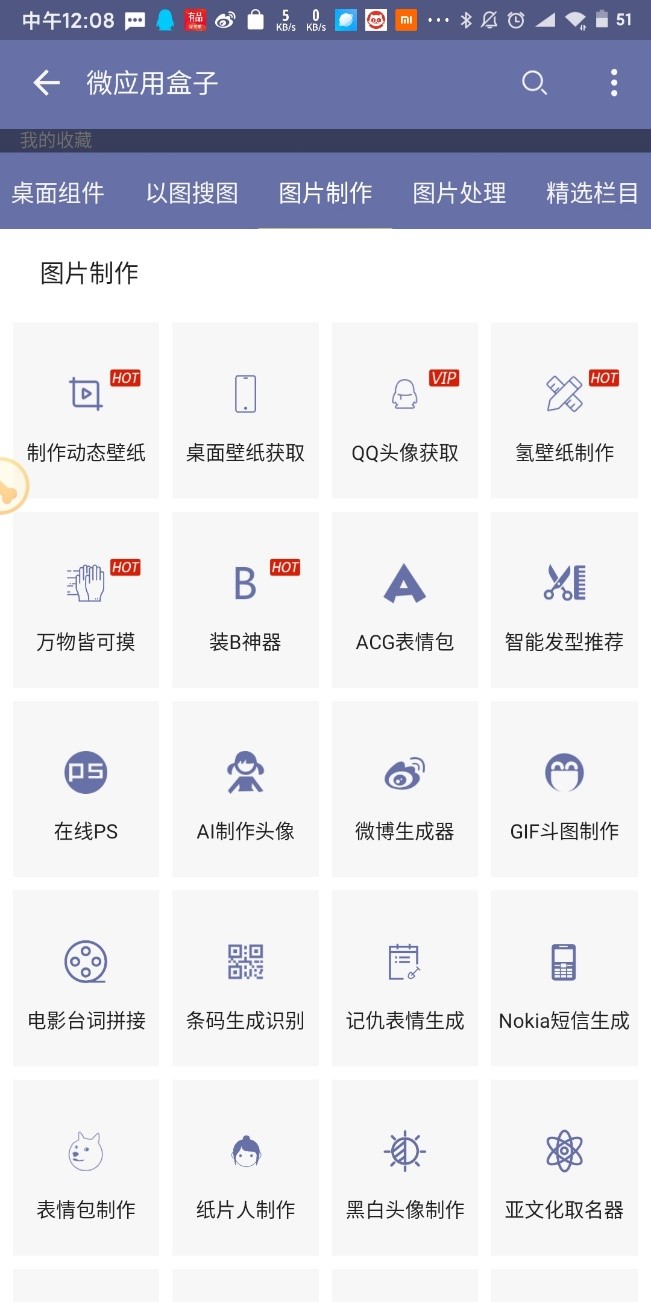 中午12:08
5 KB/s
0 KB/s
有品
51
微应用盒子
我的收藏
桌面组件 以图搜图 图片制作 图片处理 精选栏目
图片制作
HOT VIP HOT
制作动态壁纸 桌面壁纸获取 QQ头像获取 氢壁纸制作
HOT B HOT
万物皆可摸 装B神器 ACG表情包 智能发型推荐
PS
在线PS AI制作头像 微博生成器 GIF斗图制作
电影台词拼接 条码生成识别 记仇表情生成 Nokia短信生成
表情包制作 纸片人制作 黑白头像制作 亚文化取名器